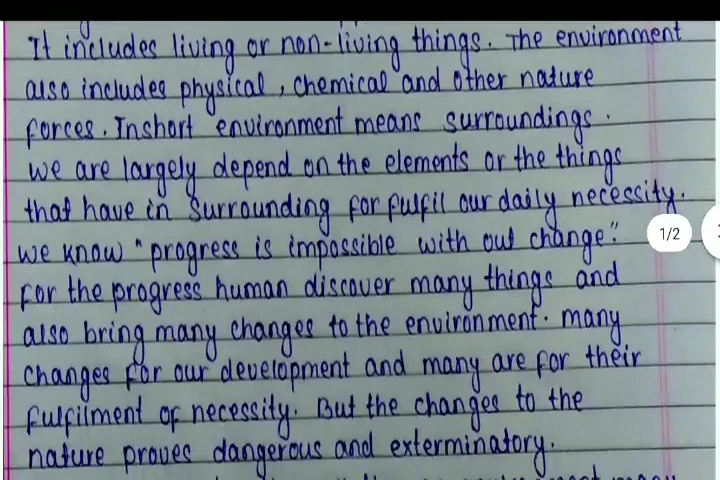 It includes living or non-living things. The environment
also includes physical, chemical and other nature
forces. Inshort environment means surroundings.
we are largely depend on the elements or the things
that have in surrounding for fulfil our daily necessity.
we know "progress is impossible with out change".
1/2
for the progress human discover many things and
also bring many changes to the environment. many
changes for our development and many are for their
fulfilment of necessity. But the changes to the
nature proves dangerous and exterminatory.